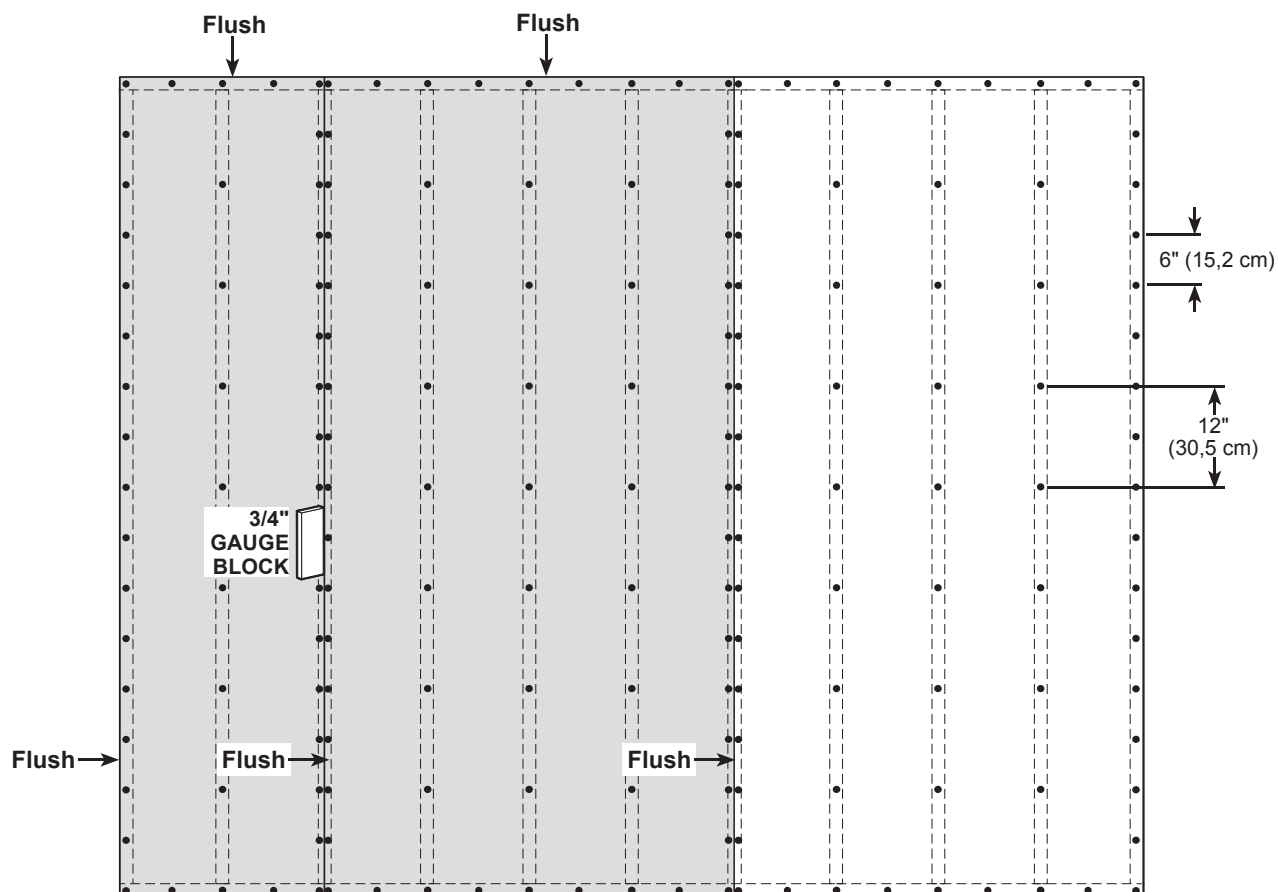 Flush
Flush
6" (15,2 cm)
12"
(30,5 cm)
3/4"
GAUGE
BLOCK
Flush
Flush
Flush